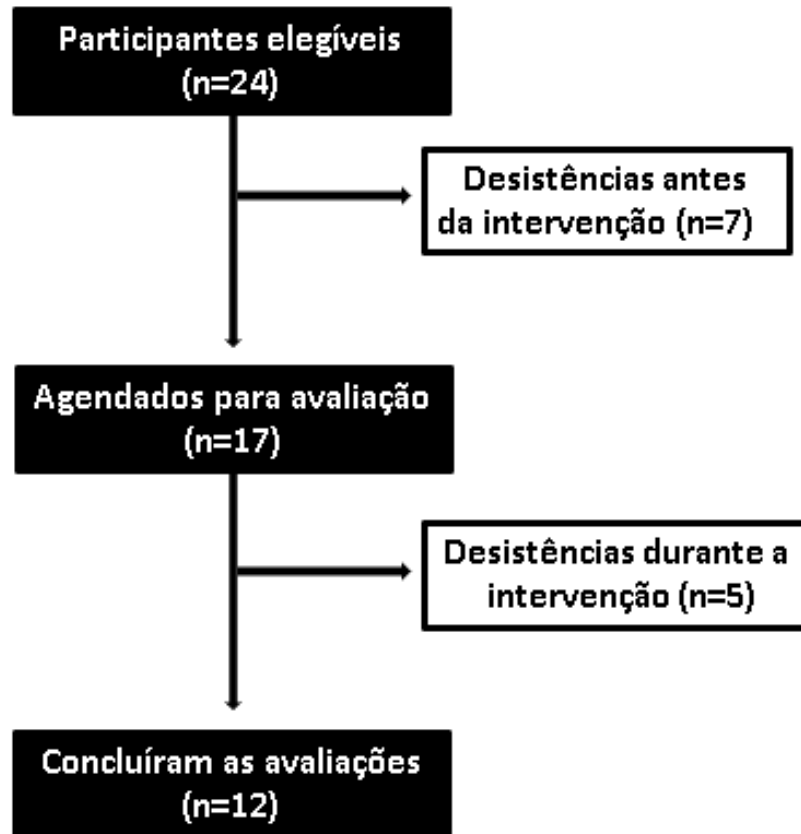 Participantes elegíveis
(n=24)
Desistências antes
da intervenção (n=7)
Agendados para avaliação
(n=17)
Desistências durante a
intervenção (n=5)
Concluíram as avaliações
(n=12)